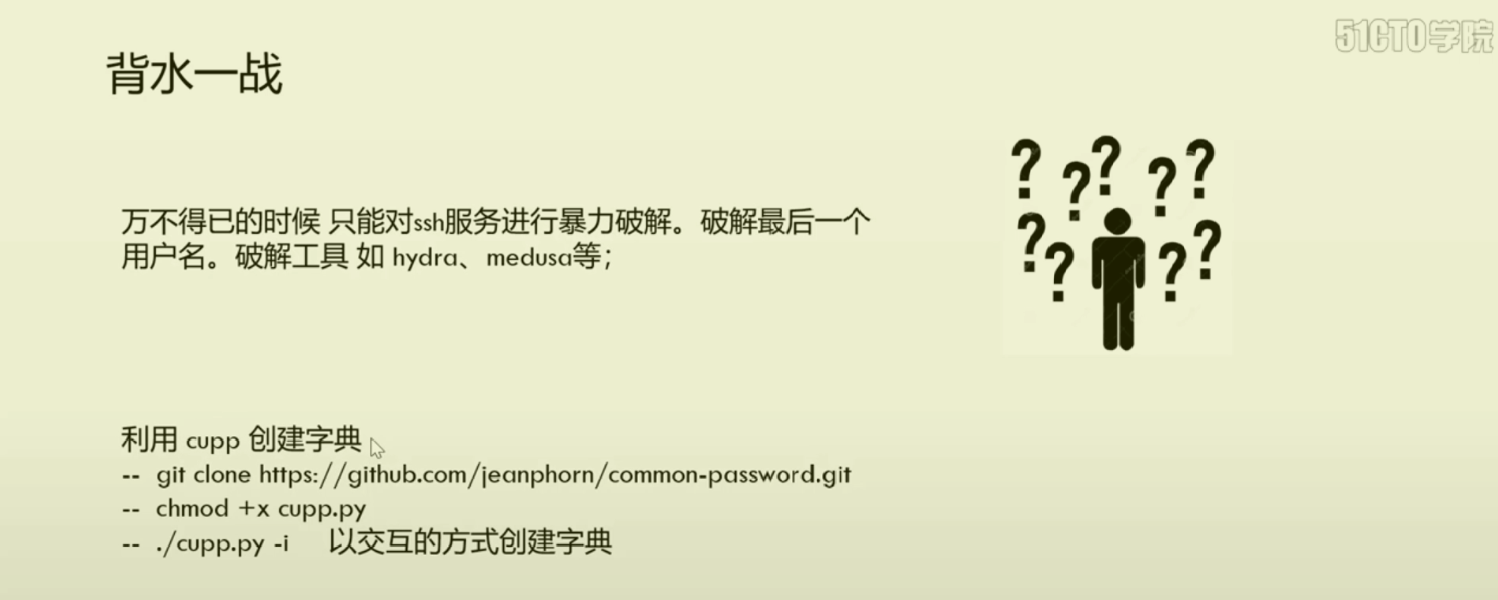 51CTO学院
背水一战
万不得已的时候 只能对ssh服务进行暴力破解。破解最后一个
用户名。破解工具 如 hydra、medusa等；
利用 cupp 创建字典
-- git clone https://github.com/jeanphorn/common-password.git
-- chmod +x cupp.py
-- ./cupp.py -i 以交互的方式创建字典